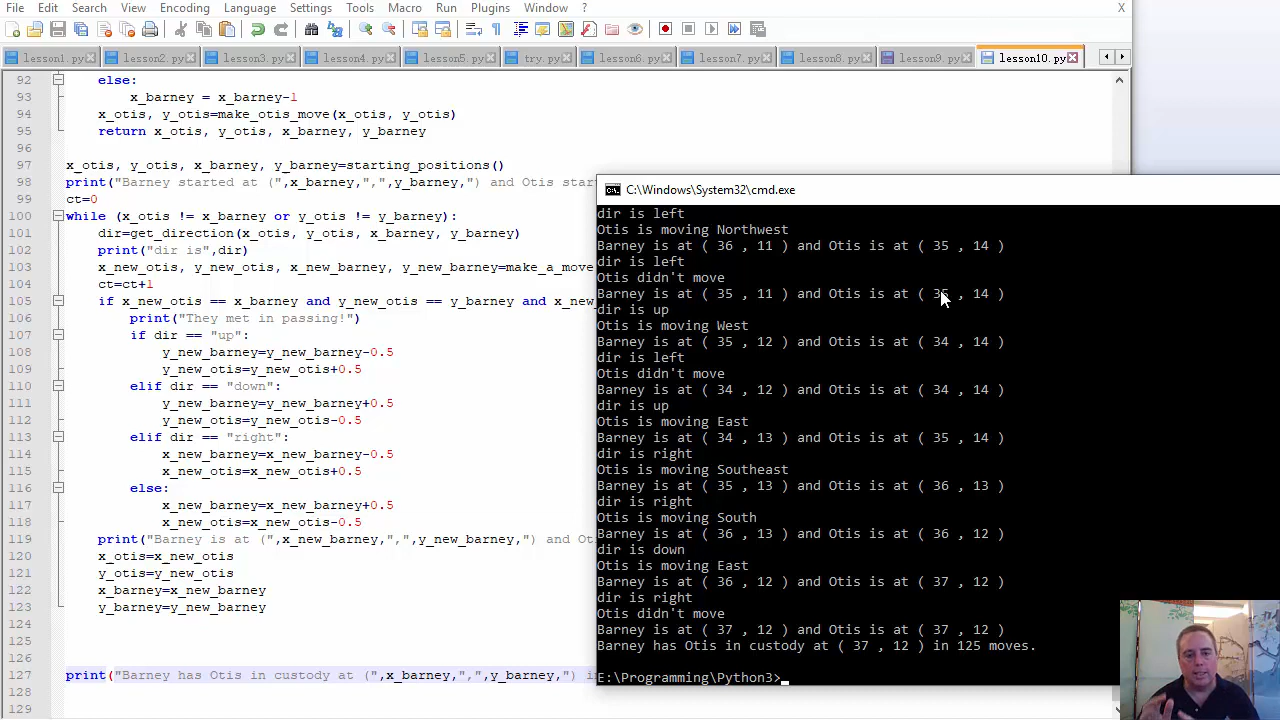 File Edit Search View Encoding Language Settings Tools Macro Run Plugins Window ? X
lesson1.py lesson2.py lesson3.py lesson4.py lesson5.py try.py lesson6.py lesson7.py lesson8.py lesson9.py lesson10.py
92 else:
93 x_barney = x_barney-1
94 x_otis, y_otis=make_otis_move(x_otis, y_otis)
95 return x_otis, y_otis, x_barney, y_barney
96
97 x_otis, y_otis, x_barney, y_barney=starting_positions()
98 print("Barney started at (",x_barney,",",y_barney,") and Otis star
99 ct=0
100 while (x_otis != x_barney or y_otis != y_barney):
101 dir=get_direction(x_otis, y_otis, x_barney, y_barney)
102 print("dir is",dir)
103 x_new_otis, y_new_otis, x_new_barney, y_new_barney=make_a_move
104 ct=ct+1
105 if x_new_otis == x_barney and y_new_otis == y_barney and x_new
106 print("They met in passing!")
107 if dir == "up":
108 y_new_barney=y_new_barney-0.5
109 y_new_otis=y_new_otis+0.5
110 elif dir == "down":
111 y_new_barney=y_new_barney+0.5
112 y_new_otis=y_new_otis-0.5
113 elif dir == "right":
114 x_new_barney=x_new_barney-0.5
115 x_new_otis=x_new_otis+0.5
116 else:
117 x_new_barney=x_new_barney+0.5
118 x_new_otis=x_new_otis-0.5
119 print("Barney is at (",x_new_barney,",",y_new_barney,") and Ot
120 x_otis=x_new_otis
121 y_otis=y_new_otis
122 x_barney=x_new_barney
123 y_barney=y_new_barney
124
125
126
127 print("Barney has Otis in custody at (",x_barney,",",y_barney,") i
128
129
C:\Windows\System32\cmd.exe
dir is left
Otis is moving Northwest
Barney is at ( 36 , 11 ) and Otis is at ( 35 , 14 )
dir is left
Otis didn't move
Barney is at ( 35 , 11 ) and Otis is at ( 35 , 14 )
dir is up
Otis is moving West
Barney is at ( 35 , 12 ) and Otis is at ( 34 , 14 )
dir is left
Otis didn't move
Barney is at ( 34 , 12 ) and Otis is at ( 34 , 14 )
dir is up
Otis is moving East
Barney is at ( 34 , 13 ) and Otis is at ( 35 , 14 )
dir is right
Otis is moving Southeast
Barney is at ( 35 , 13 ) and Otis is at ( 36 , 13 )
dir is right
Otis is moving South
Barney is at ( 36 , 13 ) and Otis is at ( 36 , 12 )
dir is down
Otis is moving East
Barney is at ( 36 , 12 ) and Otis is at ( 37 , 12 )
dir is right
Otis didn't move
Barney is at ( 37 , 12 ) and Otis is at ( 37 , 12 )
Barney has Otis in custody at ( 37 , 12 ) in 125 moves.
E:\Programming\Python3>